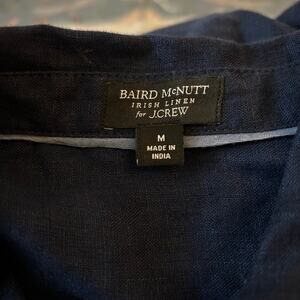 BAIRD McNUTT
IRISH LINEN
for J.CREW
M
MADE IN
INDIA